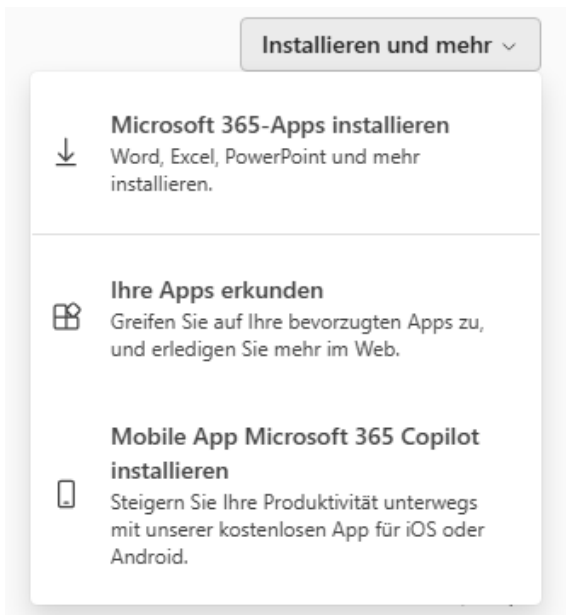 Installieren und mehr
Microsoft 365-Apps installieren
Word, Excel, PowerPoint und mehr
installieren.
Ihre Apps erkunden
Greifen Sie auf Ihre bevorzugten Apps zu,
und erledigen Sie mehr im Web.
Mobile App Microsoft 365 Copilot
installieren
Steigern Sie Ihre Produktivität unterwegs
mit unserer kostenlosen App für iOS oder
Android.